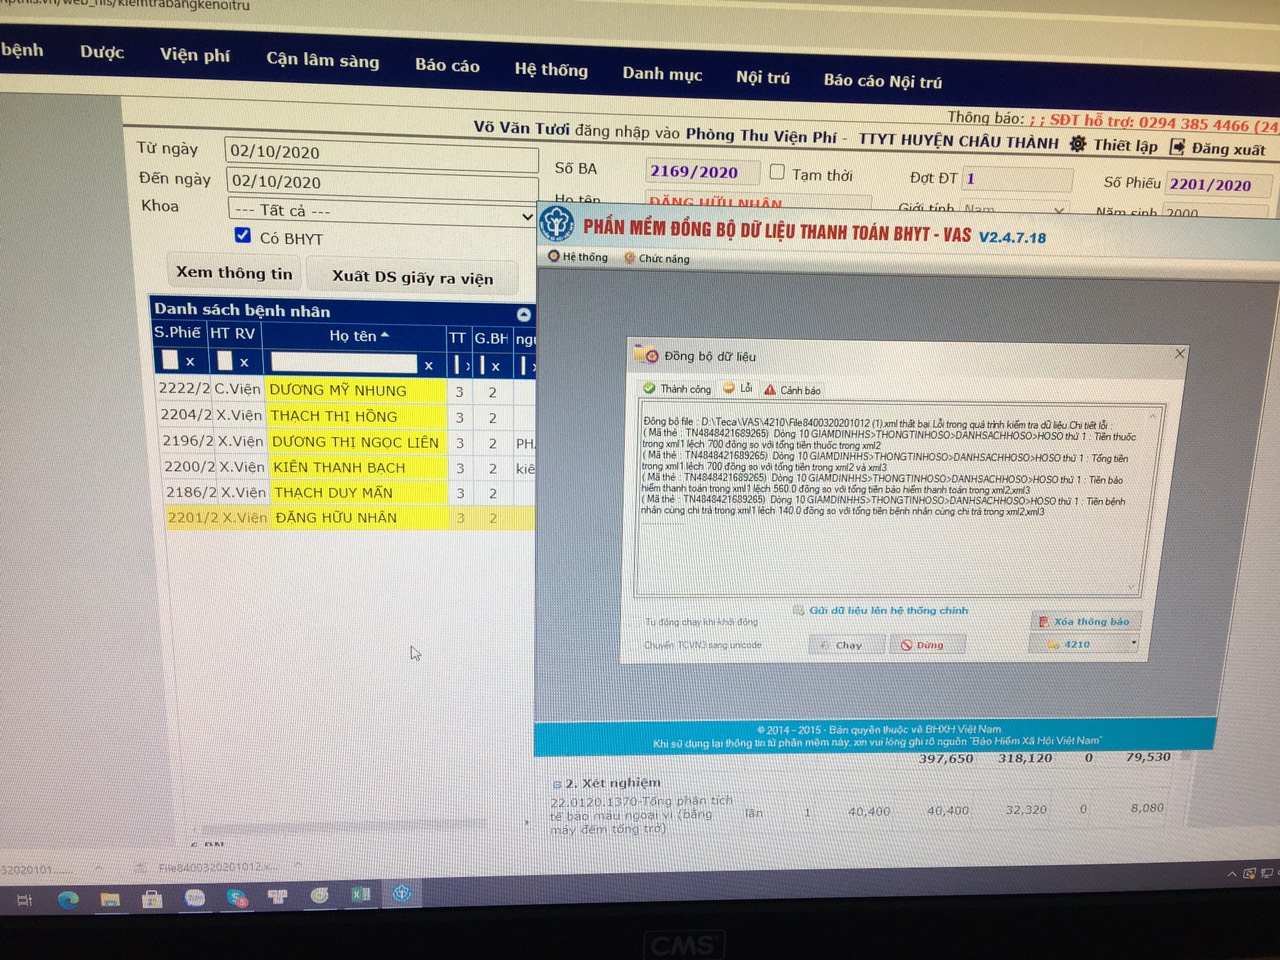 bệnh Dược Viện phí Cận lâm sàng Báo cáo Hệ thống Danh mục Nội trú Báo cáo Nội trú
Thông báo: ; ; SĐT hỗ trợ: 0294 385 4466 (24
Võ Văn Tươi đăng nhập vào Phòng Thu Viện Phí - TTYT HUYỆN CHÂU THÀNH Thiết lập Đăng xuất
Từ ngày 02/10/2020 Số BA 2169/2020 Tạm thời Đợt ĐT 1 Số Phiếu 2201/2020
Đến ngày 02/10/2020 Họ tên ĐẶNG HỮU NHÂN Giới tính Nam Năm sinh 2000
Khoa --- Tất cả ---
Có BHYT
Xem thông tin Xuất DS giấy ra viện
Danh sách bệnh nhân
S.Phiế HT RV Họ tên TT G.BH
x x x x
2222/2 C.Viện DƯƠNG MỸ NHUNG 3 2
2204/2 X.Viện THẠCH THỊ HỒNG 3 2
2196/2 X.Viện DƯƠNG THỊ NGỌC LIÊN 3 2 PH
2200/2 X.Viện KIÊN THANH BẠCH 3 2 kiê
2186/2 X.Viện THẠCH DUY MẪN 3 2
2201/2 X.Viện ĐẶNG HỮU NHÂN 3 2
PHẦN MỀM ĐỒNG BỘ DỮ LIỆU THANH TOÁN BHYT - VAS V2.4.7.18
Hệ thống Chức năng
Đồng bộ dữ liệu
Thành công Lỗi Cảnh báo
Đồng bộ file : D:\Teca\VAS\4210\File8400320201012 (1).xml thất bại.Lỗi trong quá trình kiểm tra dữ liệu.Chi tiết lỗi :
( Mã thẻ : TN4848421689265) Dòng 10 GIAMDINHHS>THONGTINHOSO>DANHSACHHOSO>HOSO thứ 1 : Tiền thuốc
trong xml1 lệch 700 đồng so với tổng tiền thuốc trong xml2
( Mã thẻ : TN4848421689265) Dòng 10 GIAMDINHHS>THONGTINHOSO>DANHSACHHOSO>HOSO thứ 1 : Tổng tiền
trong xml1 lệch 700 đồng so với tổng tiền trong xml2 và xml3
( Mã thẻ : TN4848421689265) Dòng 10 GIAMDINHHS>THONGTINHOSO>DANHSACHHOSO>HOSO thứ 1 : Tiền bảo
hiểm thanh toán trong xml1 lệch 560.0 đồng so với tổng tiền bảo hiểm thanh toán trong xml2,xml3
( Mã thẻ : TN4848421689265) Dòng 10 GIAMDINHHS>THONGTINHOSO>DANHSACHHOSO>HOSO thứ 1 : Tiền bệnh
nhân cùng chi trả trong xml1 lệch 140.0 đồng so với tổng tiền bệnh nhân cùng chi trả trong xml2,xml3
Gửi dữ liệu lên hệ thống chính
Tự động chạy khi khởi động Xóa thông báo
Chuyển TCVN3 sang unicode Chạy Dừng 4210
© 2014 - 2015 - Bản quyền thuộc về BHXH Việt Nam
Khi sử dụng lại thông tin từ phần mềm này, xin vui lòng ghi rõ nguồn "Bảo Hiểm Xã Hội Việt Nam"
397,650 318,120 0 79,530
2. Xét nghiệm
22.0120.1370-Tổng phân tích
tế bào máu ngoại vi (bằng lần 1 40,400 40,400 32,320 0 8,080
máy đếm tổng trở)
32020101....... File8400320201012.x...
CMS